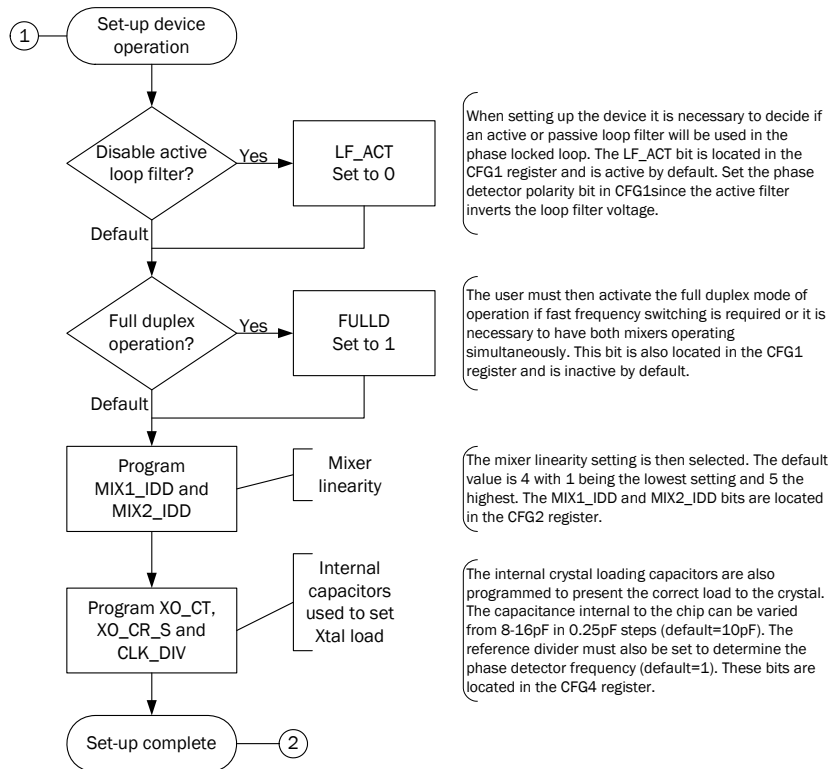 1
Set-up device
operation
Disable active
loop filter?
Yes
LF_ACT
Set to 0
Default
When setting up the device it is necessary to decide if
an active or passive loop filter will be used in the
phase locked loop. The LF_ACT bit is located in the
CFG1 register and is active by default. Set the phase
detector polarity bit in CFG1since the active filter
inverts the loop filter voltage.
Full duplex
operation?
Yes
FULLD
Set to 1
Default
The user must then activate the full duplex mode of
operation if fast frequency switching is required or it is
necessary to have both mixers operating
simultaneously. This bit is also located in the CFG1
register and is inactive by default.
Program
MIX1_IDD and
MIX2_IDD
Mixer
linearity
The mixer linearity setting is then selected. The default
value is 4 with 1 being the lowest setting and 5 the
highest. The MIX1_IDD and MIX2_IDD bits are located
in the CFG2 register.
Program XO_CT,
XO_CR_S and
CLK_DIV
Internal
capacitors
used to set
Xtal load
The internal crystal loading capacitors are also
programmed to present the correct load to the crystal.
The capacitance internal to the chip can be varied
from 8-16pF in 0.25pF steps (default=10pF). The
reference divider must also be set to determine the
phase detector frequency (default=1). These bits are
located in the CFG4 register.
Set-up complete
2